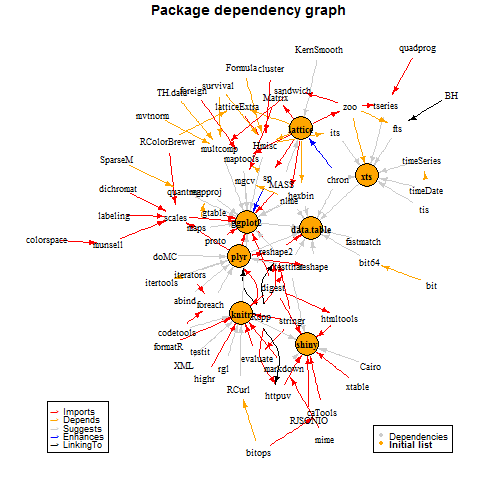 Package dependency graph
KernSmooth
quadprog
Formula
cluster
TH.data
foreign
survival
sandwich
Matrix
latticeExtra
zoo
tseries
BH
mvtnorm
lattice
its
fts
RColorBrewer
multcomp
Hmisc
maptools
SparseM
mgcv
sp
MASS
chron
xts
timeSeries
timeDate
dichromat
quantreg
mapproj
nlme
hexbin
tis
labeling
scales
gtable
ggplot2
maps
data.table
colorspace
munsell
proto
fastmatch
doMC
plyr
reshape2
testthat
reshape
bit64
iterators
itertools
digest
bit
abind
foreach
knitr
Rcpp
stringr
htmltools
codetools
formatR
testit
evaluate
shiny
XML
rgl
markdown
Cairo
highr
RCurl
httpuv
xtable
caTools
RJSONIO
bitops
mime
Imports
Depends
Suggests
Enhances
LinkingTo
Dependencies
Initial list